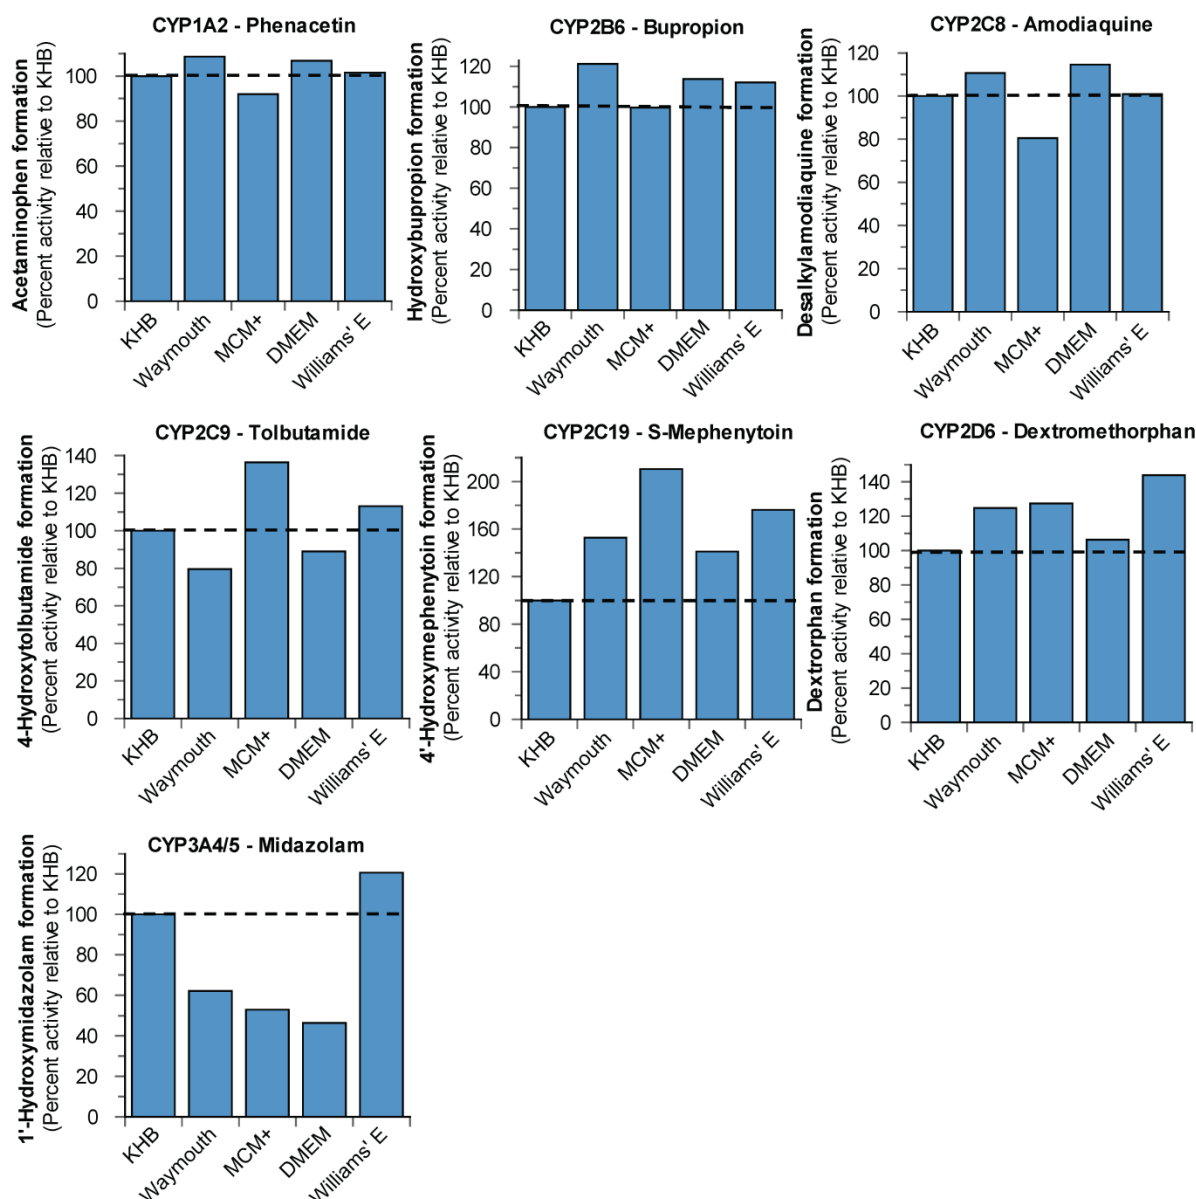 CYP1A2 - Phenacetin
Acetaminophen formation
(Percent activity relative to KHB)
100
80
60
40
20
0
KHB
Waymouth
MCM+
DMEM
Williams' E
CYP2B6 - Bupropion
Hydroxybupropion formation
(Percent activity relative to KHB)
120
100
80
60
40
20
0
KHB
Waymouth
MCM+
DMEM
Williams' E
CYP2C8 - Amodiaquine
Desalkylamodiaquine formation
(Percent activity relative to KHB)
120
100
80
60
40
20
0
KHB
Waymouth
MCM+
DMEM
Williams' E
CYP2C9 - Tolbutamide
4-Hydroxytolbutamide formation
(Percent activity relative to KHB)
140
120
100
80
60
40
20
0
KHB
Waymouth
MCM+
DMEM
Williams' E
CYP2C19 - S-Mephenytoin
4'-Hydroxymephenytoin formation
(Percent activity relative to KHB)
200
160
120
80
40
0
KHB
Waymouth
MCM+
DMEM
Williams' E
CYP2D6 - Dextromethorphan
Dextrorphan formation
(Percent activity relative to KHB)
140
120
100
80
60
40
20
0
KHB
Waymouth
MCM+
DMEM
Williams' E
CYP3A4/5 - Midazolam
1'-Hydroxymidazolam formation
(Percent activity relative to KHB)
120
100
80
60
40
20
0
KHB
Waymouth
MCM+
DMEM
Williams' E